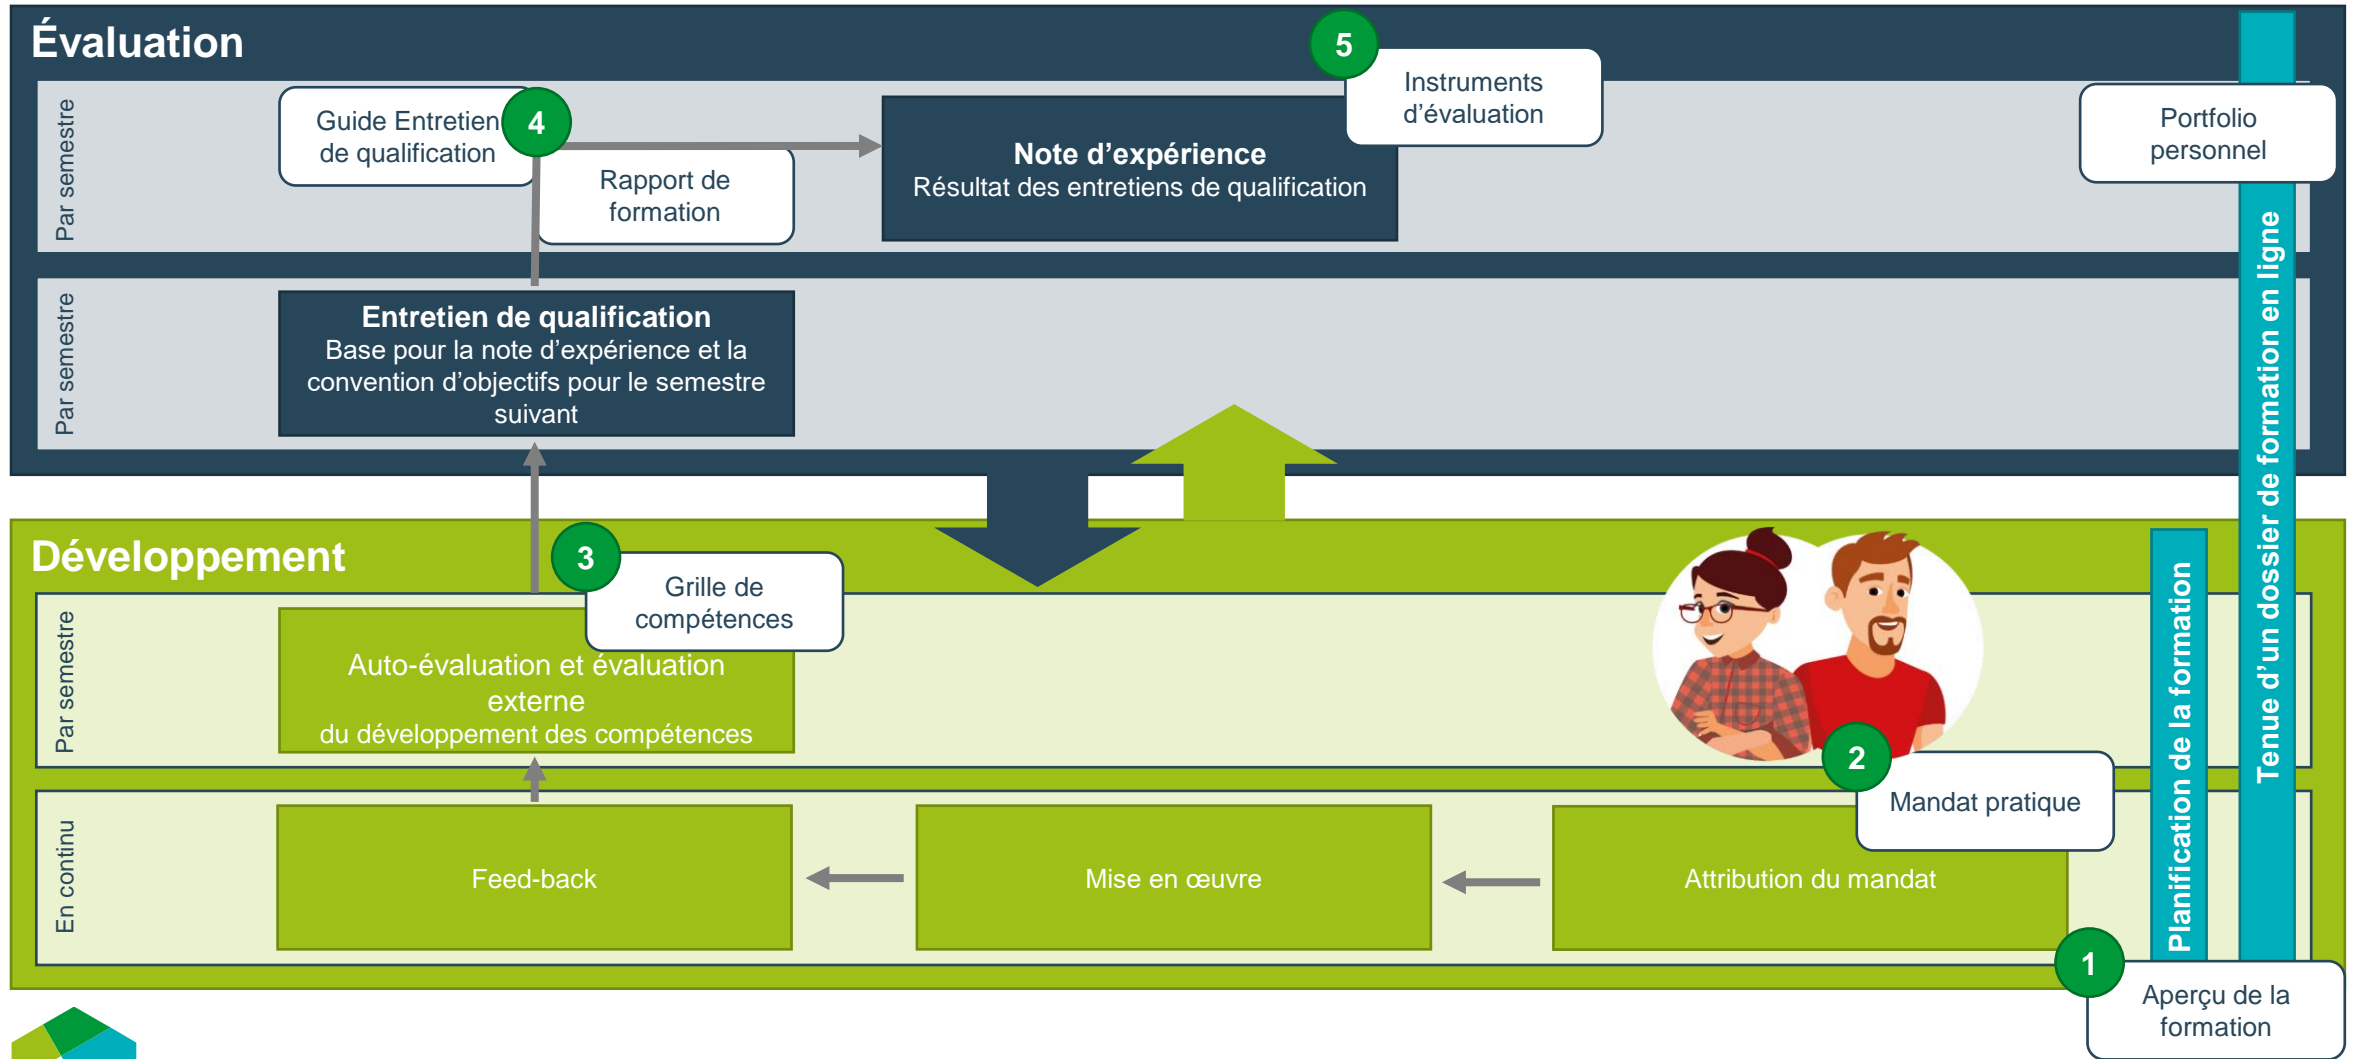 Évaluation
5
Instruments
d’évaluation
Par semestre
Guide Entretien
de qualification
4
Rapport de
formation
Note d’expérience
Résultat des entretiens de qualification
Portfolio
personnel
Par semestre
Entretien de qualification
Base pour la note d’expérience et la
convention d’objectifs pour le semestre
suivant
Tenue d’un dossier de formation en ligne
Développement
3
Grille de
compétences
Par semestre
Auto-évaluation et évaluation
externe
du développement des compétences
2
Mandat pratique
Planification de la formation
En continu
Feed-back
Mise en œuvre
Attribution du mandat
1
Aperçu de la
formation